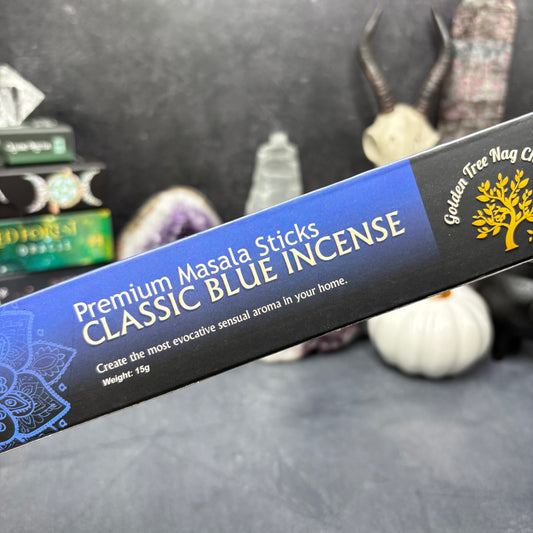 Premium Masala Sticks
CLASSIC BLUE INCENSE
Create the most evocative sensual aroma in your home.
Weight: 15g
Golden Tree Nag
ORACLE